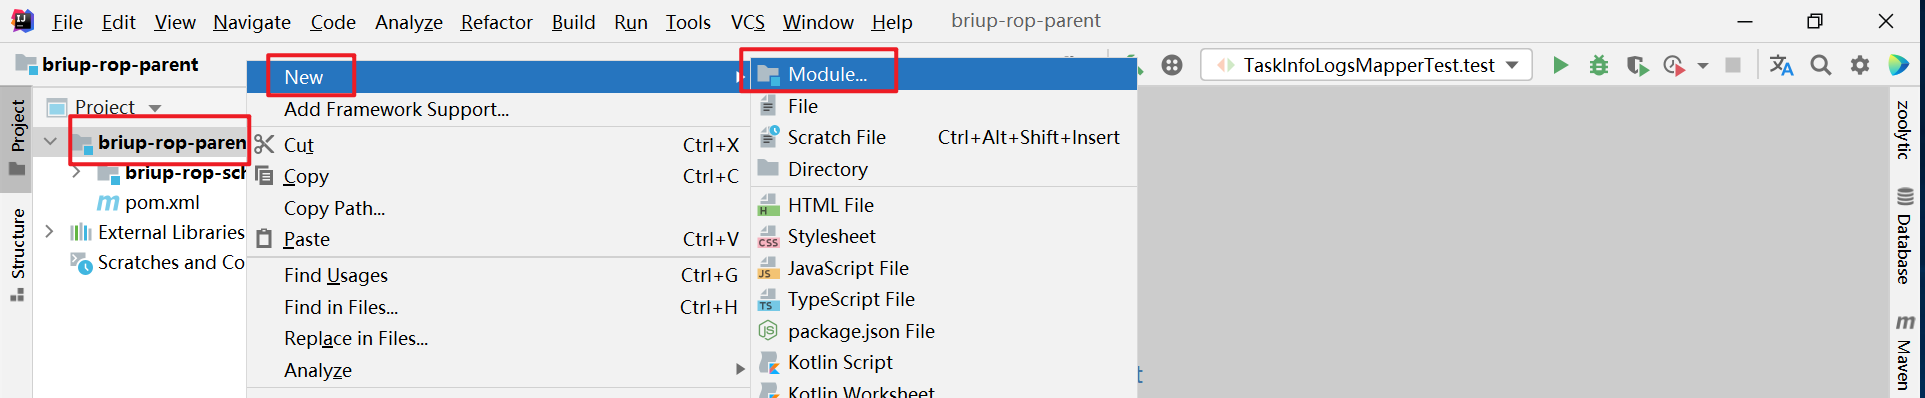 File Edit View Navigate Code Analyze Refactor Build Run Tools VCS Window Help briup-rop-parent
briup-rop-parent
TaskInfoLogsMapperTest.test
Project
briup-rop-paren
briup-rop-sch
pom.xml
External Libraries
Scratches and Co
New
Add Framework Support...
Cut Ctrl+X
Copy Ctrl+C
Copy Path...
Paste Ctrl+V
Find Usages Ctrl+G
Find in Files... Ctrl+H
Replace in Files...
Analyze
Module...
File
Scratch File Ctrl+Alt+Shift+Insert
Directory
HTML File
Stylesheet
JavaScript File
TypeScript File
package.json File
Kotlin Script
Kotlin Worksheet
Project
Structure
zoolytic
Database
Maven